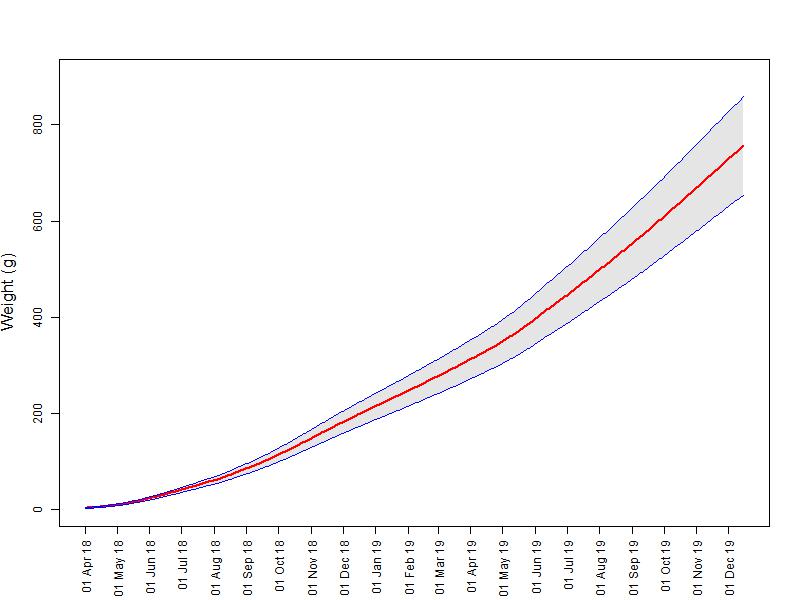 Weight (g)
800
600
400
200
0
01 Apr 18
01 May 18
01 Jun 18
01 Jul 18
01 Aug 18
01 Sep 18
01 Oct 18
01 Nov 18
01 Dec 18
01 Jan 19
01 Feb 19
01 Mar 19
01 Apr 19
01 May 19
01 Jun 19
01 Jul 19
01 Aug 19
01 Sep 19
01 Oct 19
01 Nov 19
01 Dec 19